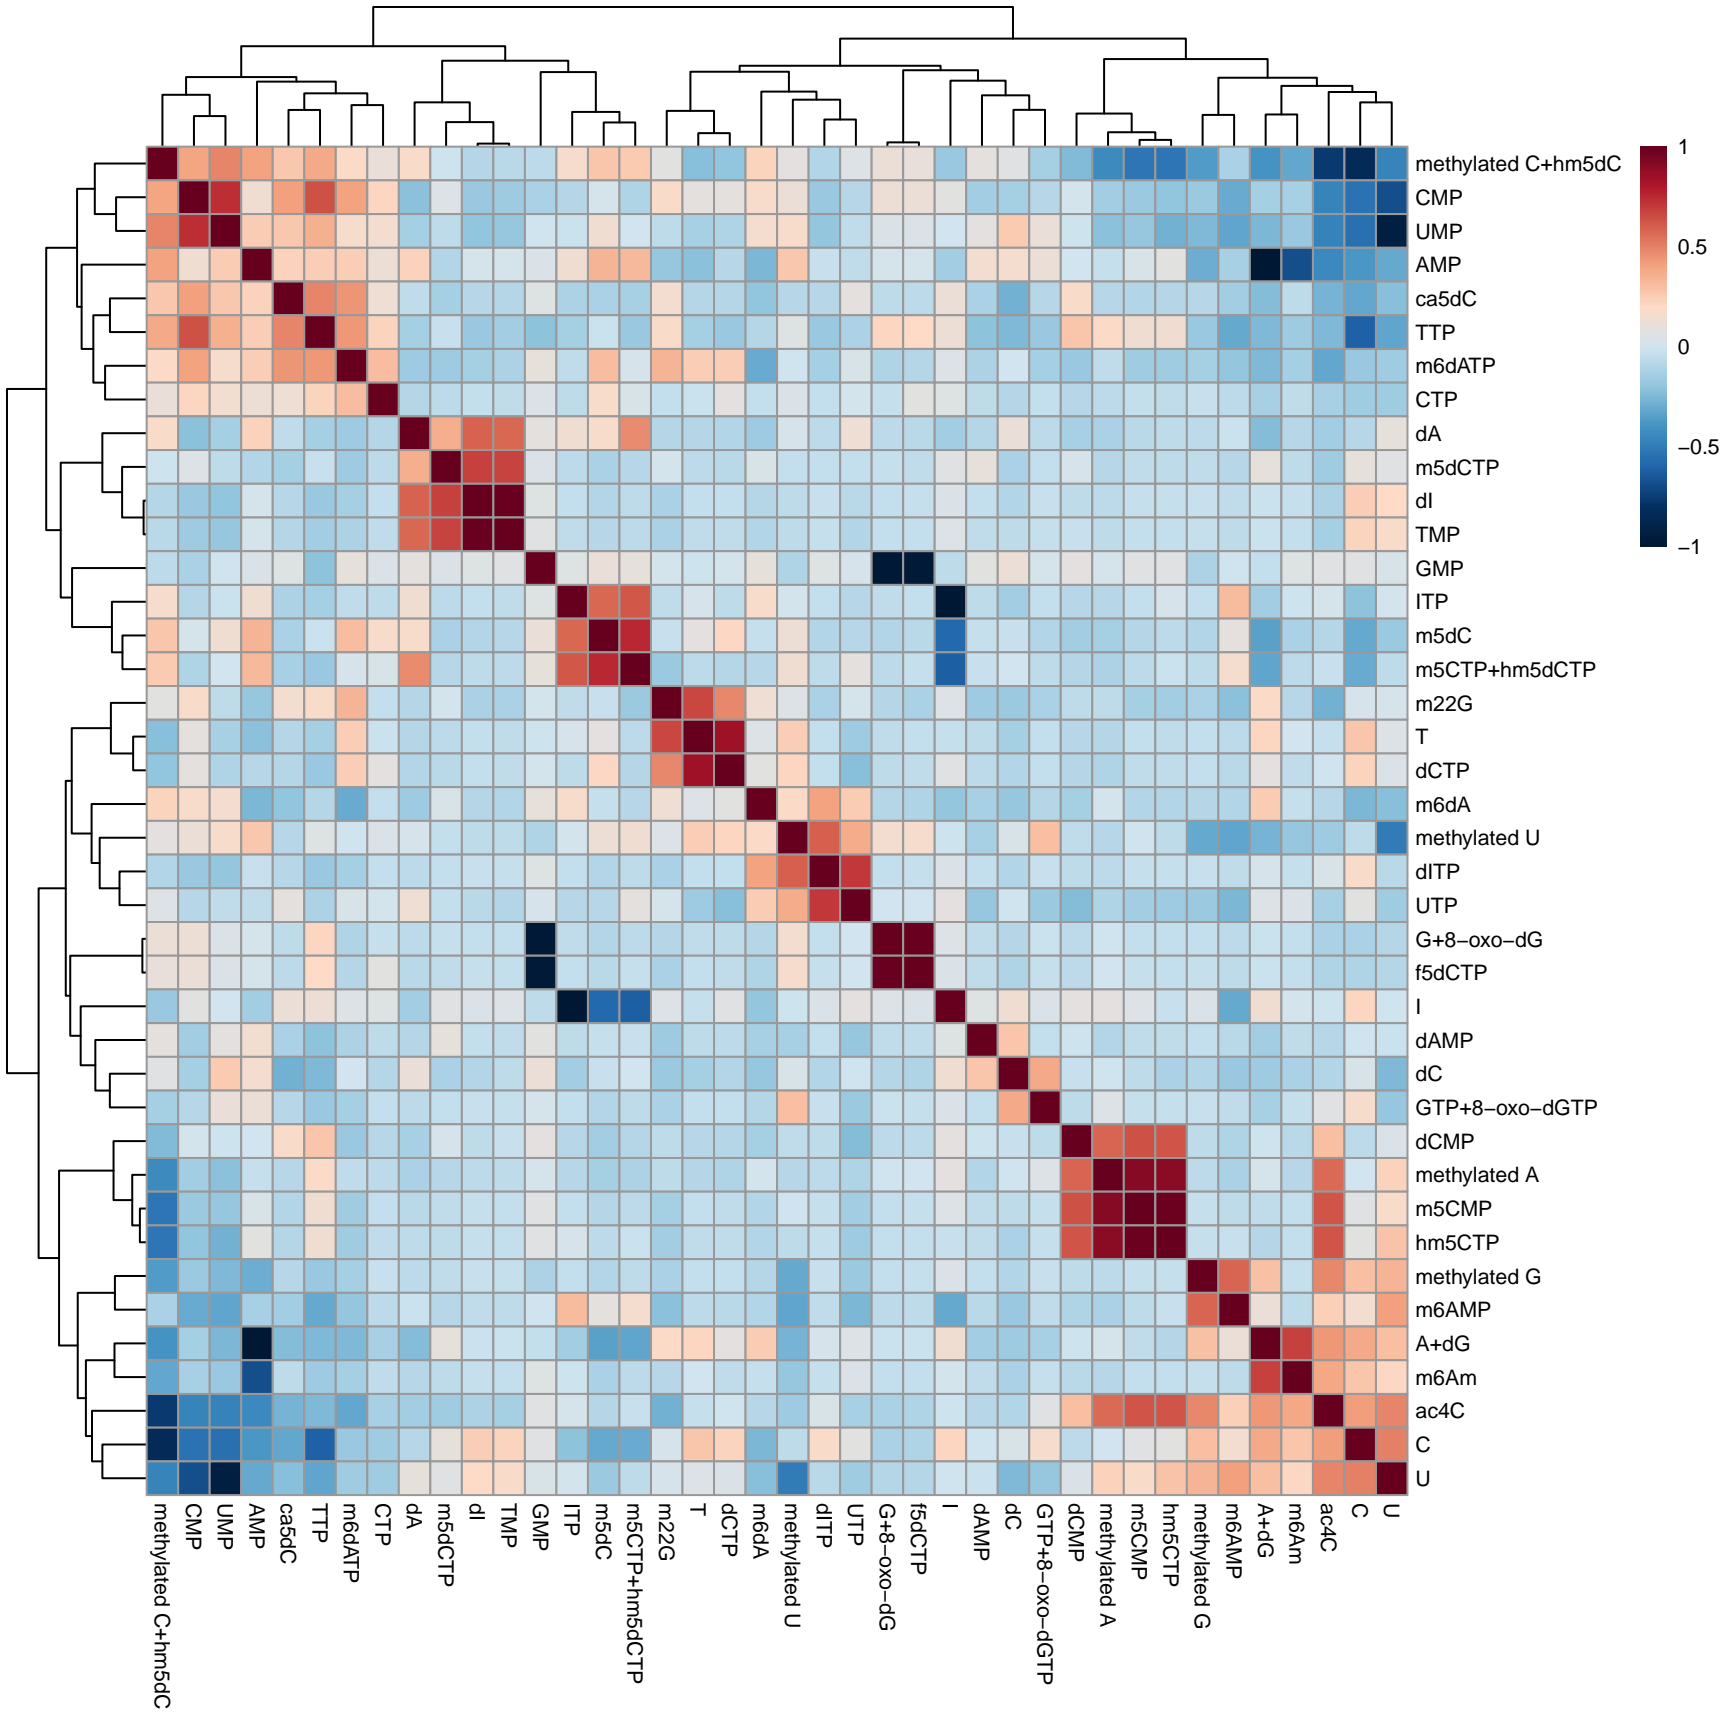 1
0.5
0
−0.5
−1
methylated C+hm5dC
CMP
UMP
AMP
ca5dC
TTP
m6dATP
CTP
dA
m5dCTP
dI
TMP
GMP
ITP
m5dC
m5CTP+hm5dCTP
m22G
T
dCTP
m6dA
methylated U
dITP
UTP
G+8−oxo−dG
f5dCTP
I
dAMP
dC
GTP+8−oxo−dGTP
dCMP
methylated A
m5CMP
hm5CTP
methylated G
m6AMP
A+dG
m6Am
ac4C
C
U
methylated C+hm5dC
CMP
UMP
AMP
ca5dC
TTP
m6dATP
CTP
dA
m5dCTP
dI
TMP
GMP
ITP
m5dC
m5CTP+hm5dCTP
m22G
T
dCTP
m6dA
methylated U
dITP
UTP
G+8−oxo−dG
f5dCTP
I
dAMP
dC
GTP+8−oxo−dGTP
dCMP
methylated A
m5CMP
hm5CTP
methylated G
m6AMP
A+dG
m6Am
ac4C
C
U